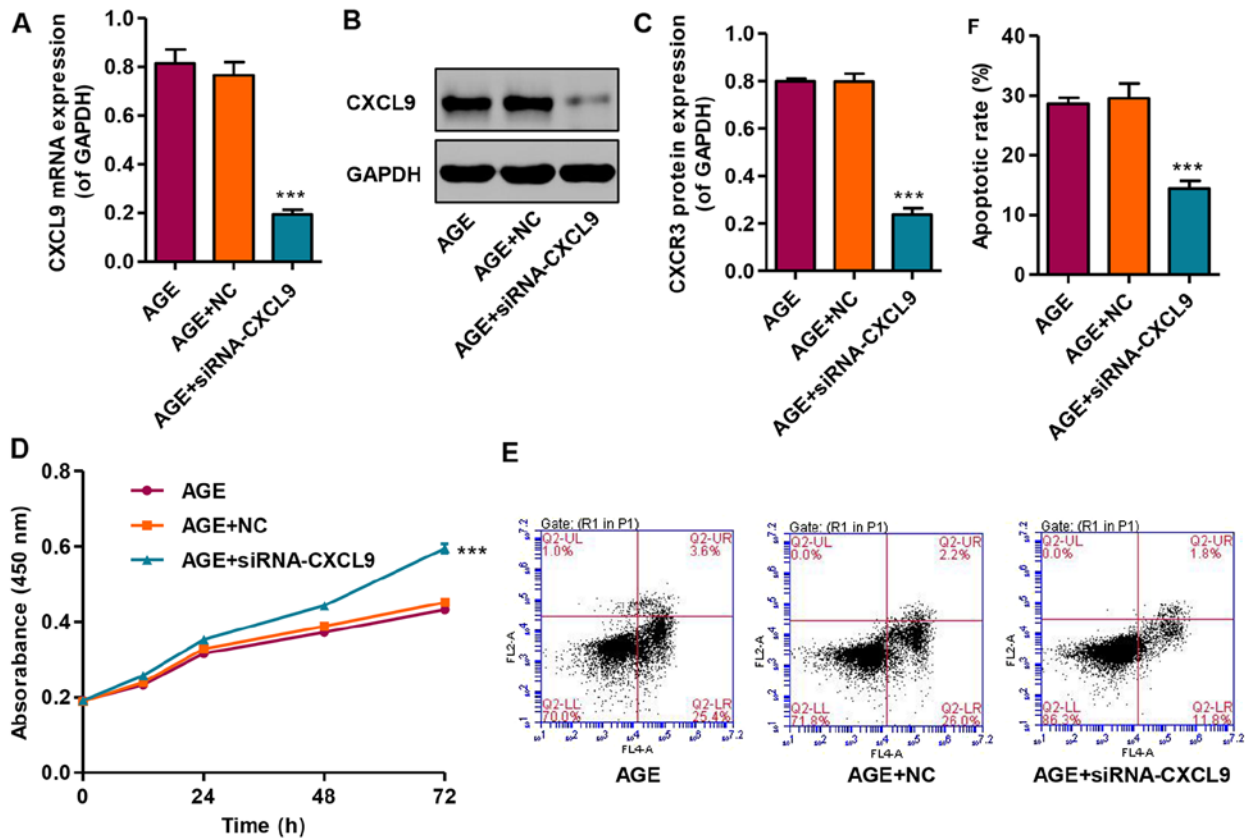 A
CXCL9 mRNA expression
(of GAPDH)
1.0
0.8
0.6
0.4
0.2
0.0
***
AGE
AGE+NC
AGE+siRNA-CXCL9
B
CXCL9
GAPDH
AGE
AGE+NC
AGE+siRNA-CXCL9
C
CXCR3 protein expression
(of GAPDH)
1.0
0.8
0.6
0.4
0.2
0.0
***
AGE
AGE+NC
AGE+siRNA-CXCL9
F
Apoptotic rate (%)
40
30
20
10
0
***
AGE
AGE+NC
AGE+siRNA-CXCL9
D
Absorabance (450 nm)
0.8
0.6
0.4
0.2
0.0
AGE
AGE+NC
AGE+siRNA-CXCL9
***
0
24
48
72
Time (h)
E
Gate: (R1 in P1)
Q2-UL
1.0%
Q2-UR
3.6%
Q2-LL
70.0%
Q2-LR
25.4%
FL2-A
FL4-A
AGE
Gate: (R1 in P1)
Q2-UL
0.0%
Q2-UR
2.2%
Q2-LL
71.8%
Q2-LR
26.0%
FL2-A
FL4-A
AGE+NC
Gate: (R1 in P1)
Q2-UL
0.0%
Q2-UR
1.8%
Q2-LL
86.3%
Q2-LR
11.8%
FL2-A
FL4-A
AGE+siRNA-CXCL9